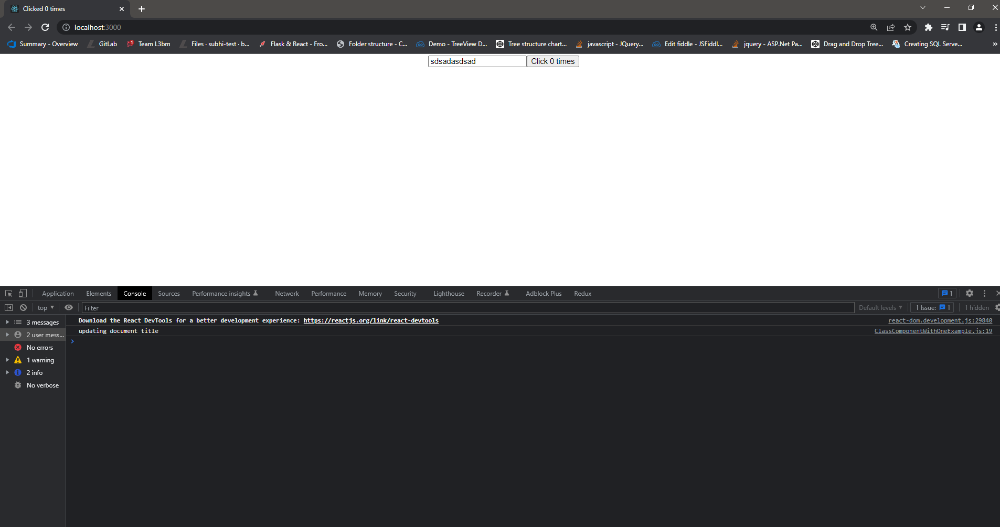 Clicked 0 times
localhost:3000
Summary - Overview GitLab Team L3bm Files · subhi-test · b... Flask & React - Fro... Folder structure - C... Demo - TreeView D... Tree structure chart... javascript - JQuery... Edit fiddle - JSFiddl... jquery - ASP.Net Pa... Drag and Drop Tree... Creating SQL Serve... »
sdsadasdsad Click 0 times
Application Elements Console Sources Performance insights Network Performance Memory Security Lighthouse Recorder Adblock Plus Redux 1
top Filter Default levels 1 Issue: 1 1 hidden
3 messages
2 user mess...
No errors
1 warning
2 info
No verbose
Download the React DevTools for a better development experience: https://reactjs.org/link/react-devtools react-dom.development.js:29840
updating document title ClassComponentWithOneExample.js:19